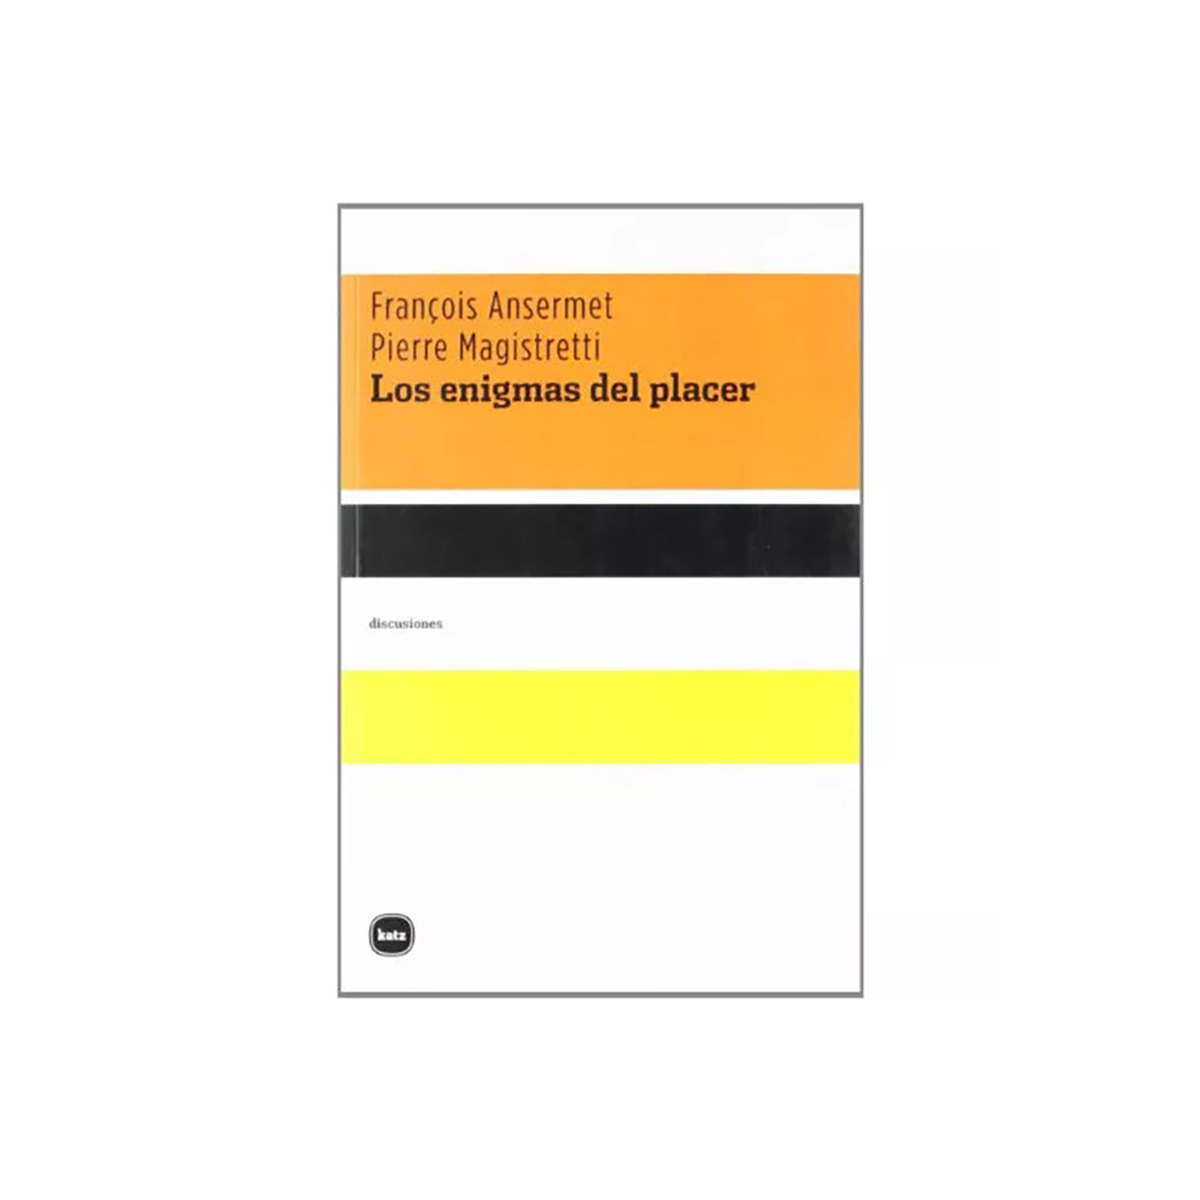 François Ansermet
Pierre Magistretti
Los enigmas del placer
discusiones
katz